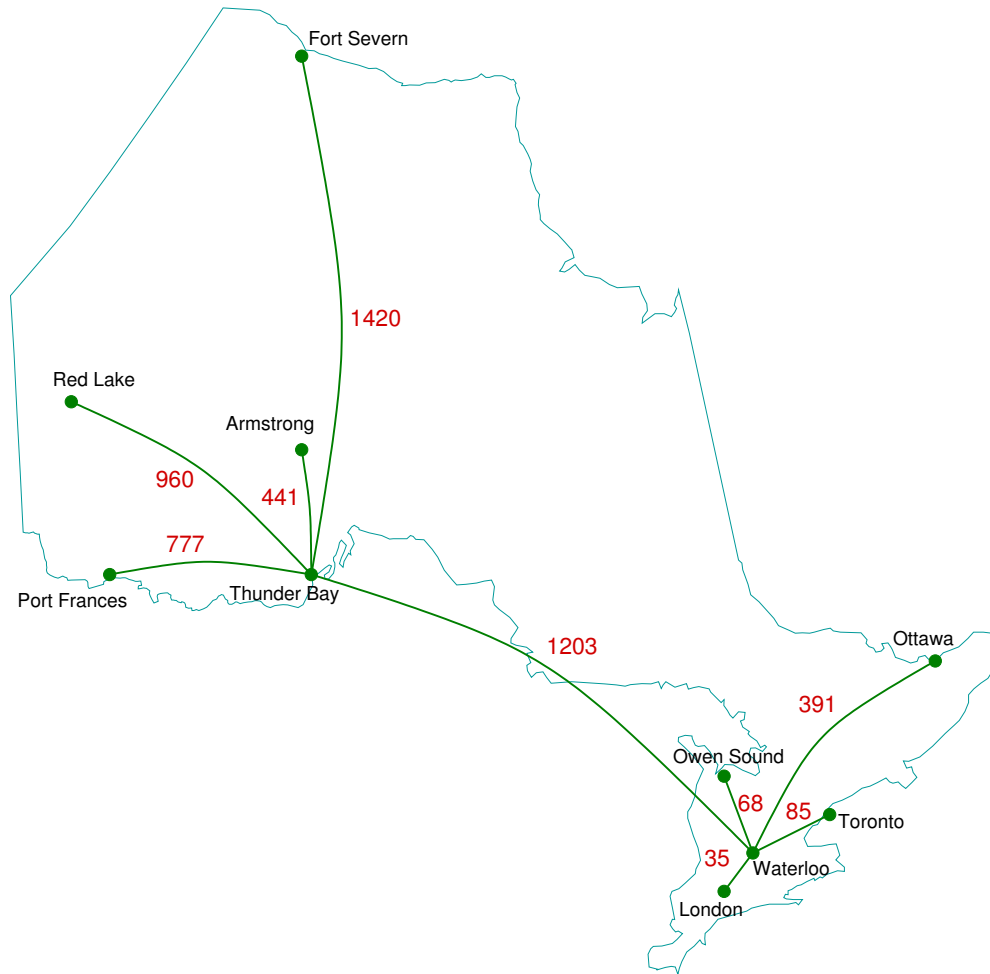 Fort Severn
1420
Red Lake
Armstrong
960
441
777
Port Frances
Thunder Bay
1203
Ottawa
391
Owen Sound
68
85
Toronto
35
Waterloo
London